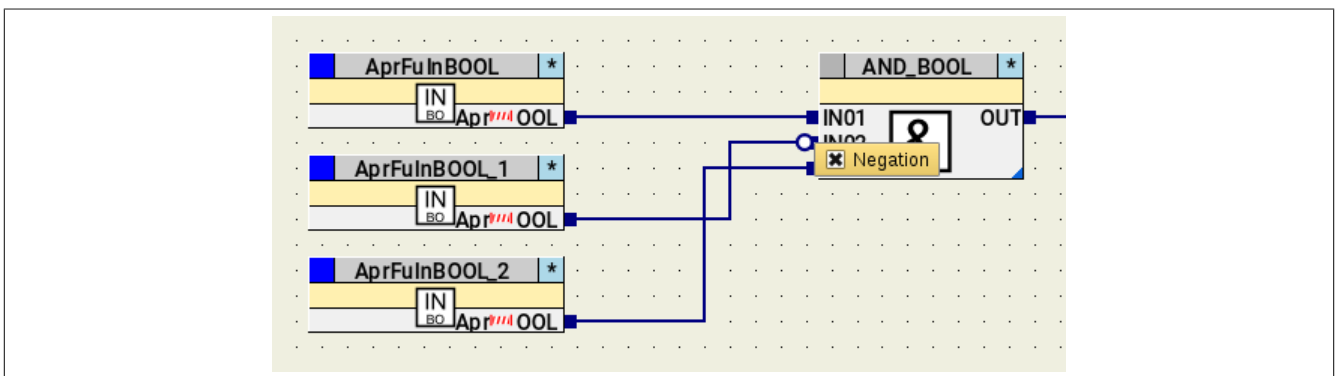 AprFuInBOOL *
IN
BO
Apr OOL
AprFuInBOOL_1 *
IN
BO
Apr OOL
AprFuInBOOL_2 *
IN
BO
Apr OOL
AND_BOOL *
IN01 & OUT
Negation